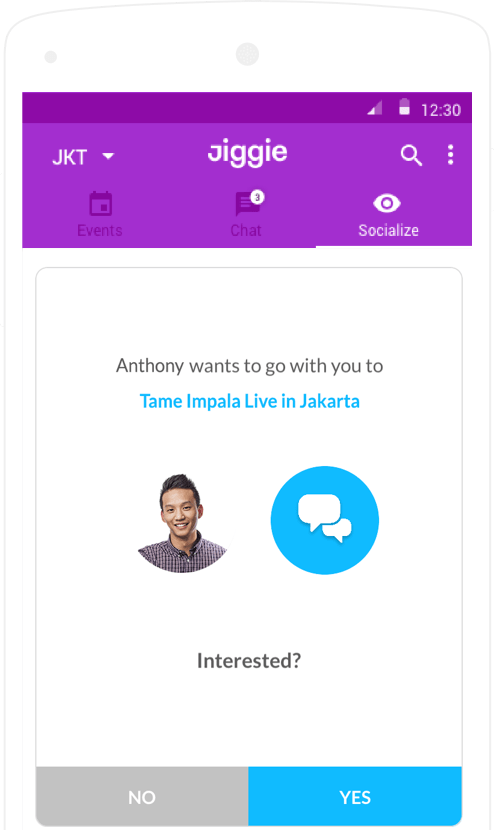 12:30
JKT
Jiggie
3
Events
Chat
Socialize
Anthony wants to go with you to
Tame Impala Live in Jakarta
Interested?
NO
YES